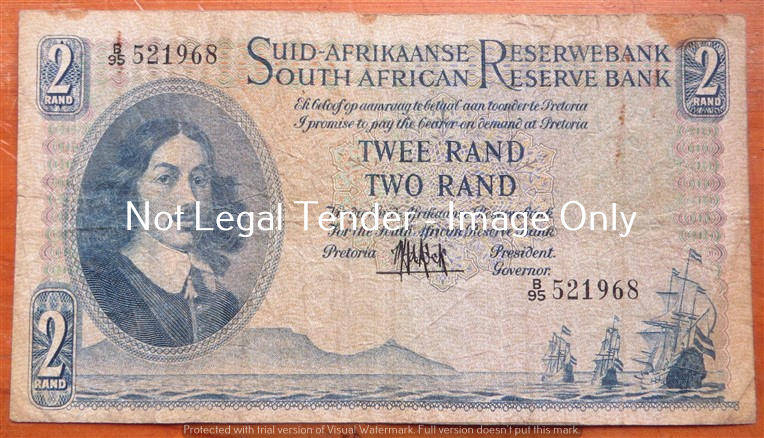 2 RAND
B/95 521968
SUID-AFRIKAANSE RESERWEBANK
SOUTH AFRICAN RESERVE BANK
2 RAND
Ek beloof op aanvraag te betaal aan toonder te Pretoria
I promise to pay the bearer on demand at Pretoria
TWEE RAND
TWO RAND
Not Legal Tender - Image Only
For the South African Reserve Bank
Pretoria
President.
Governor.
B/95 521968
2 RAND
Protected with trial version of Visual Watermark. Full version doesn't put this mark.